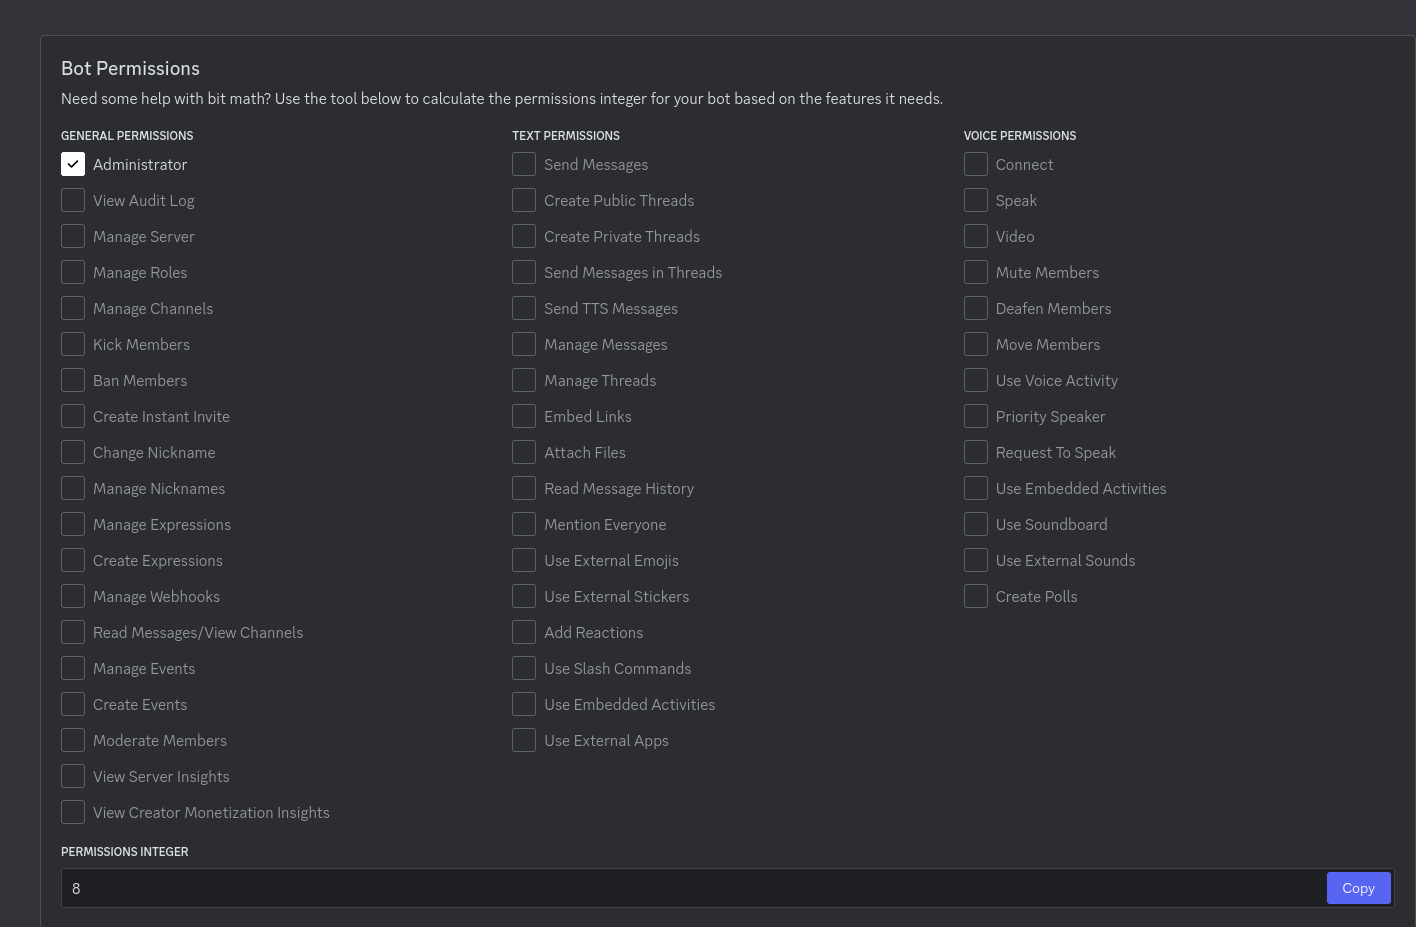 Bot Permissions
Need some help with bit math? Use the tool below to calculate the permissions integer for your bot based on the features it needs.
GENERAL PERMISSIONS
Administrator
View Audit Log
Manage Server
Manage Roles
Manage Channels
Kick Members
Ban Members
Create Instant Invite
Change Nickname
Manage Nicknames
Manage Expressions
Create Expressions
Manage Webhooks
Read Messages/View Channels
Manage Events
Create Events
Moderate Members
View Server Insights
View Creator Monetization Insights
TEXT PERMISSIONS
Send Messages
Create Public Threads
Create Private Threads
Send Messages in Threads
Send TTS Messages
Manage Messages
Manage Threads
Embed Links
Attach Files
Read Message History
Mention Everyone
Use External Emojis
Use External Stickers
Add Reactions
Use Slash Commands
Use Embedded Activities
Use External Apps
VOICE PERMISSIONS
Connect
Speak
Video
Mute Members
Deafen Members
Move Members
Use Voice Activity
Priority Speaker
Request To Speak
Use Embedded Activities
Use Soundboard
Use External Sounds
Create Polls
PERMISSIONS INTEGER
8
Copy